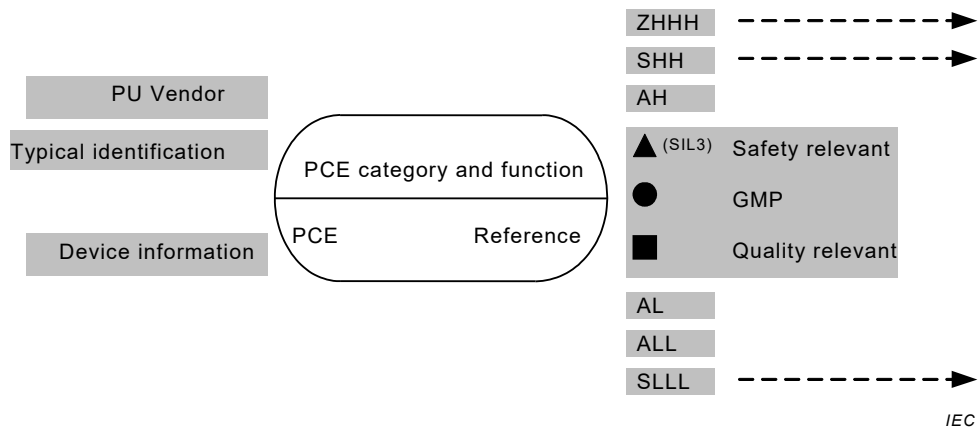 ZHHH
SHH
PU Vendor
AH
Typical identification
(SIL3) Safety relevant
PCE category and function
GMP
PCE Reference
Device information
Quality relevant
AL
ALL
SLLL
IEC